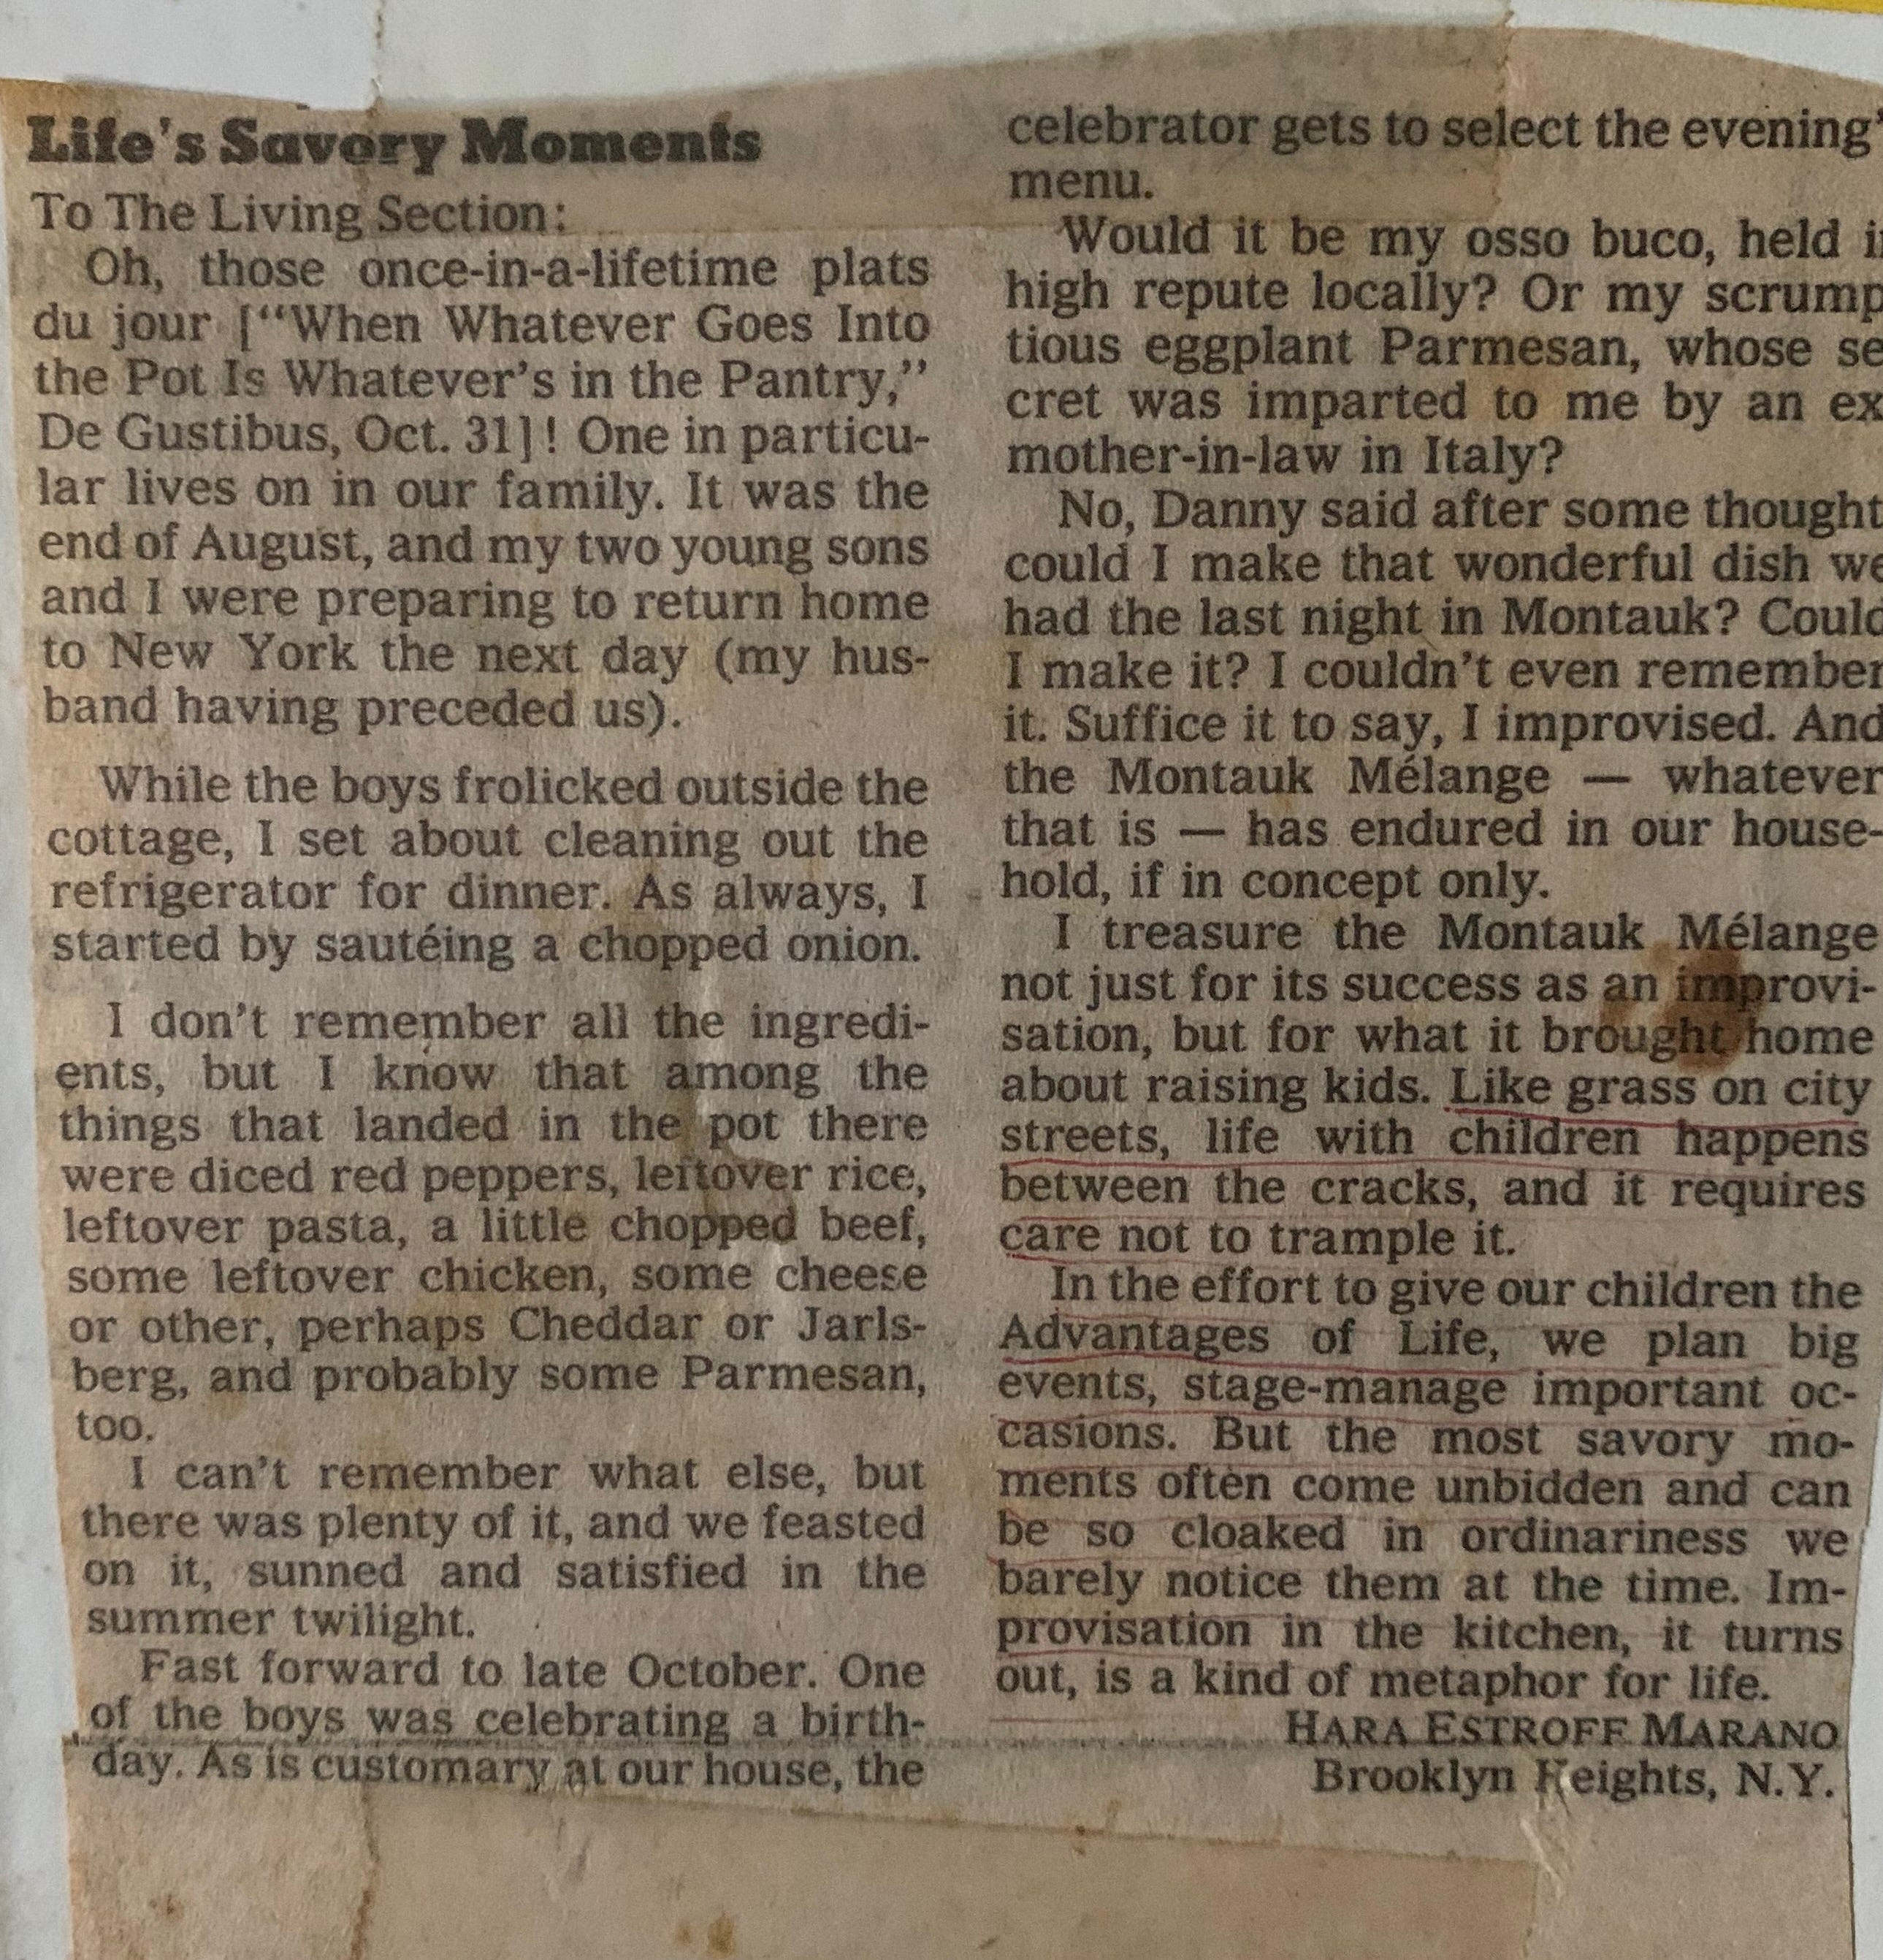 Life's Savory Moments
To The Living Section:
Oh, those once-in-a-lifetime plats
du jour [“When Whatever Goes Into
the Pot Is Whatever's in the Pantry,”
De Gustibus, Oct. 31]! One in particu-
lar lives on in our family. It was the
end of August, and my two young sons
and I were preparing to return home
to New York the next day (my hus-
band having preceded us).
While the boys frolicked outside the
cottage, I set about cleaning out the
refrigerator for dinner. As always, I
started by sautéing a chopped onion.
I don't remember all the ingredi-
ents, but I know that among the
things that landed in the pot there
were diced red peppers, leftover rice,
leftover pasta, a little chopped beef,
some leftover chicken, some cheese
or other, perhaps Cheddar or Jarls-
berg, and probably some Parmesan,
too.
I can't remember what else, but
there was plenty of it, and we feasted
on it, sunned and satisfied in the
summer twilight.
Fast forward to late October. One
of the boys was celebrating a birth-
day. As is customary at our house, the
celebrator gets to select the evening'
menu.
Would it be my osso buco, held i
high repute locally? Or my scrump
tious eggplant Parmesan, whose se
cret was imparted to me by an ex
mother-in-law in Italy?
No, Danny said after some thought
could I make that wonderful dish we
had the last night in Montauk? Could
I make it? I couldn't even remember
it. Suffice it to say, I improvised. And
the Montauk Mélange — whatever
that is — has endured in our house-
hold, if in concept only.
I treasure the Montauk Mélange
not just for its success as an improvi-
sation, but for what it brought home
about raising kids. Like grass on city
streets, life with children happens
between the cracks, and it requires
care not to trample it.
In the effort to give our children the
Advantages of Life, we plan big
events, stage-manage important oc-
casions. But the most savory mo-
ments often come unbidden and can
be so cloaked in ordinariness we
barely notice them at the time. Im-
provisation in the kitchen, it turns
out, is a kind of metaphor for life.
HARA ESTROFF MARANO
Brooklyn Heights, N.Y.